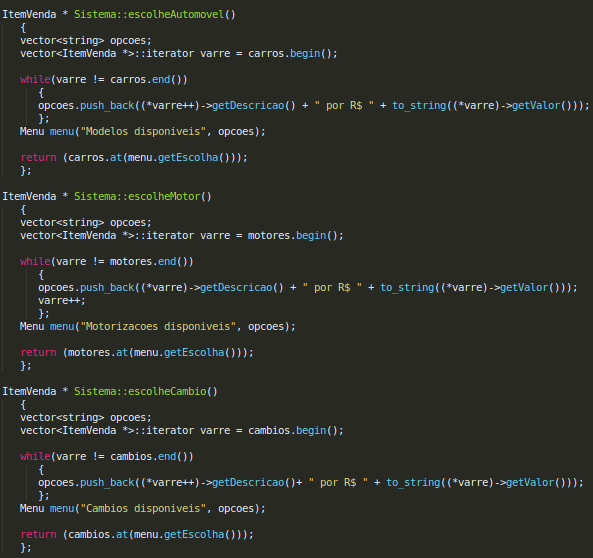 ItemVenda * Sistema::escolheAutomovel()
{
vector<string> opcoes;
vector<ItemVenda *>::iterator varre = carros.begin();
while(varre != carros.end())
{
opcoes.push_back((*varre++)->getDescricao() + " por R$ " + to_string((*varre)->getValor()));
};
Menu menu("Modelos disponiveis", opcoes);
return (carros.at(menu.getEscolha()));
};
ItemVenda * Sistema::escolheMotor()
{
vector<string> opcoes;
vector<ItemVenda *>::iterator varre = motores.begin();
while(varre != motores.end())
{
opcoes.push_back((*varre)->getDescricao() + " por R$ " + to_string((*varre)->getValor()));
varre++;
};
Menu menu("Motorizacoes disponiveis", opcoes);
return (motores.at(menu.getEscolha()));
};
ItemVenda * Sistema::escolheCambio()
{
vector<string> opcoes;
vector<ItemVenda *>::iterator varre = cambios.begin();
while(varre != cambios.end())
{
opcoes.push_back((*varre++)->getDescricao()+ " por R$ " + to_string((*varre)->getValor()));
};
Menu menu("Cambios disponiveis", opcoes);
return (cambios.at(menu.getEscolha()));
};